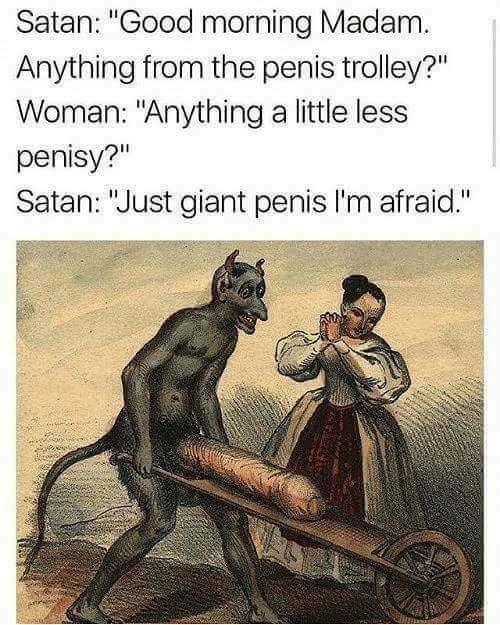 Satan: "Good morning Madam.
Anything from the penis trolley?"
Woman: "Anything a little less
penisy?"
Satan: "Just giant penis I'm afraid."